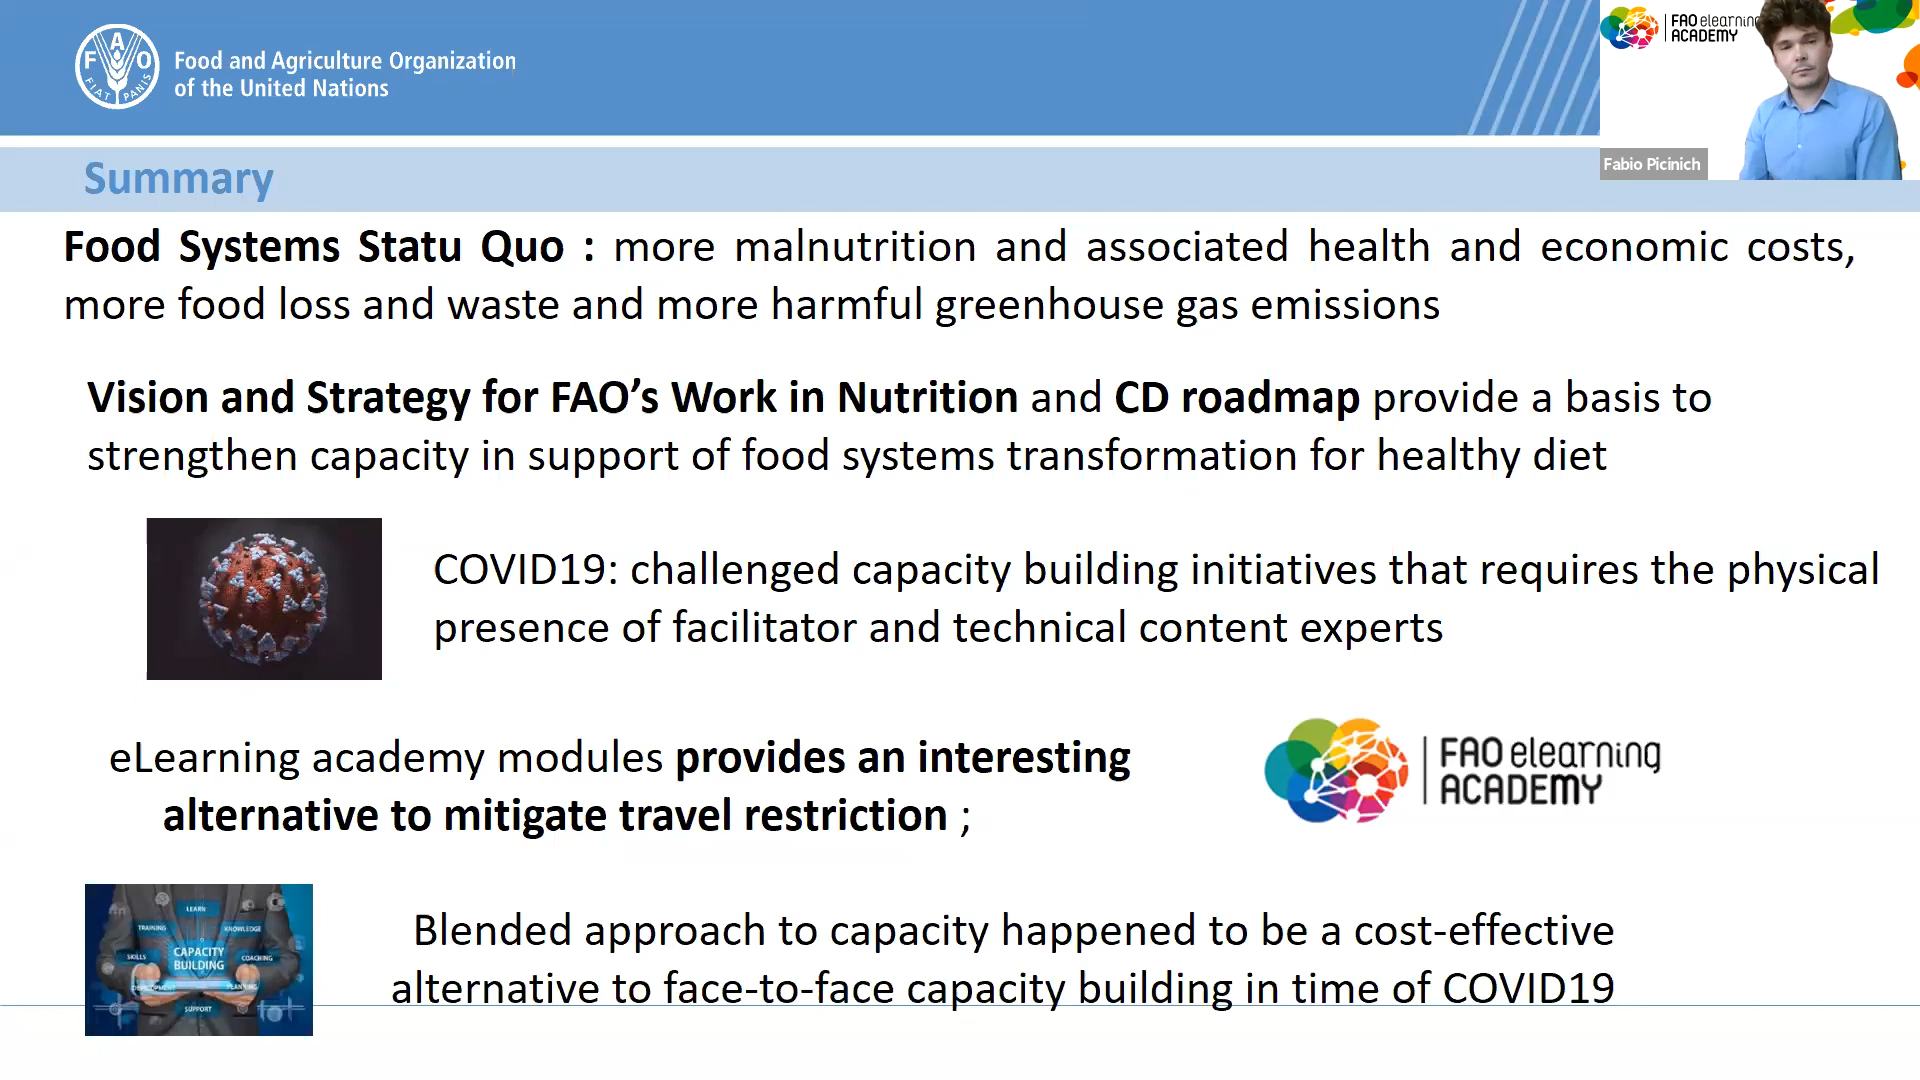 F A O
FIAT PANIS
Food and Agriculture Organization
of the United Nations
FAO elearning
ACADEMY
Fabio Picinich
Summary
Food Systems Statu Quo : more malnutrition and associated health and economic costs,
more food loss and waste and more harmful greenhouse gas emissions
Vision and Strategy for FAO’s Work in Nutrition and CD roadmap provide a basis to
strengthen capacity in support of food systems transformation for healthy diet
COVID19: challenged capacity building initiatives that requires the physical
presence of facilitator and technical content experts
eLearning academy modules provides an interesting
alternative to mitigate travel restriction ;
FAO elearning
ACADEMY
LEARN
TRAINING KNOWLEDGE
CAPACITY
SKILLS COACHING
BUILDING
DEVELOPMENT PLANNING
SUPPORT
Blended approach to capacity happened to be a cost-effective
alternative to face-to-face capacity building in time of COVID19